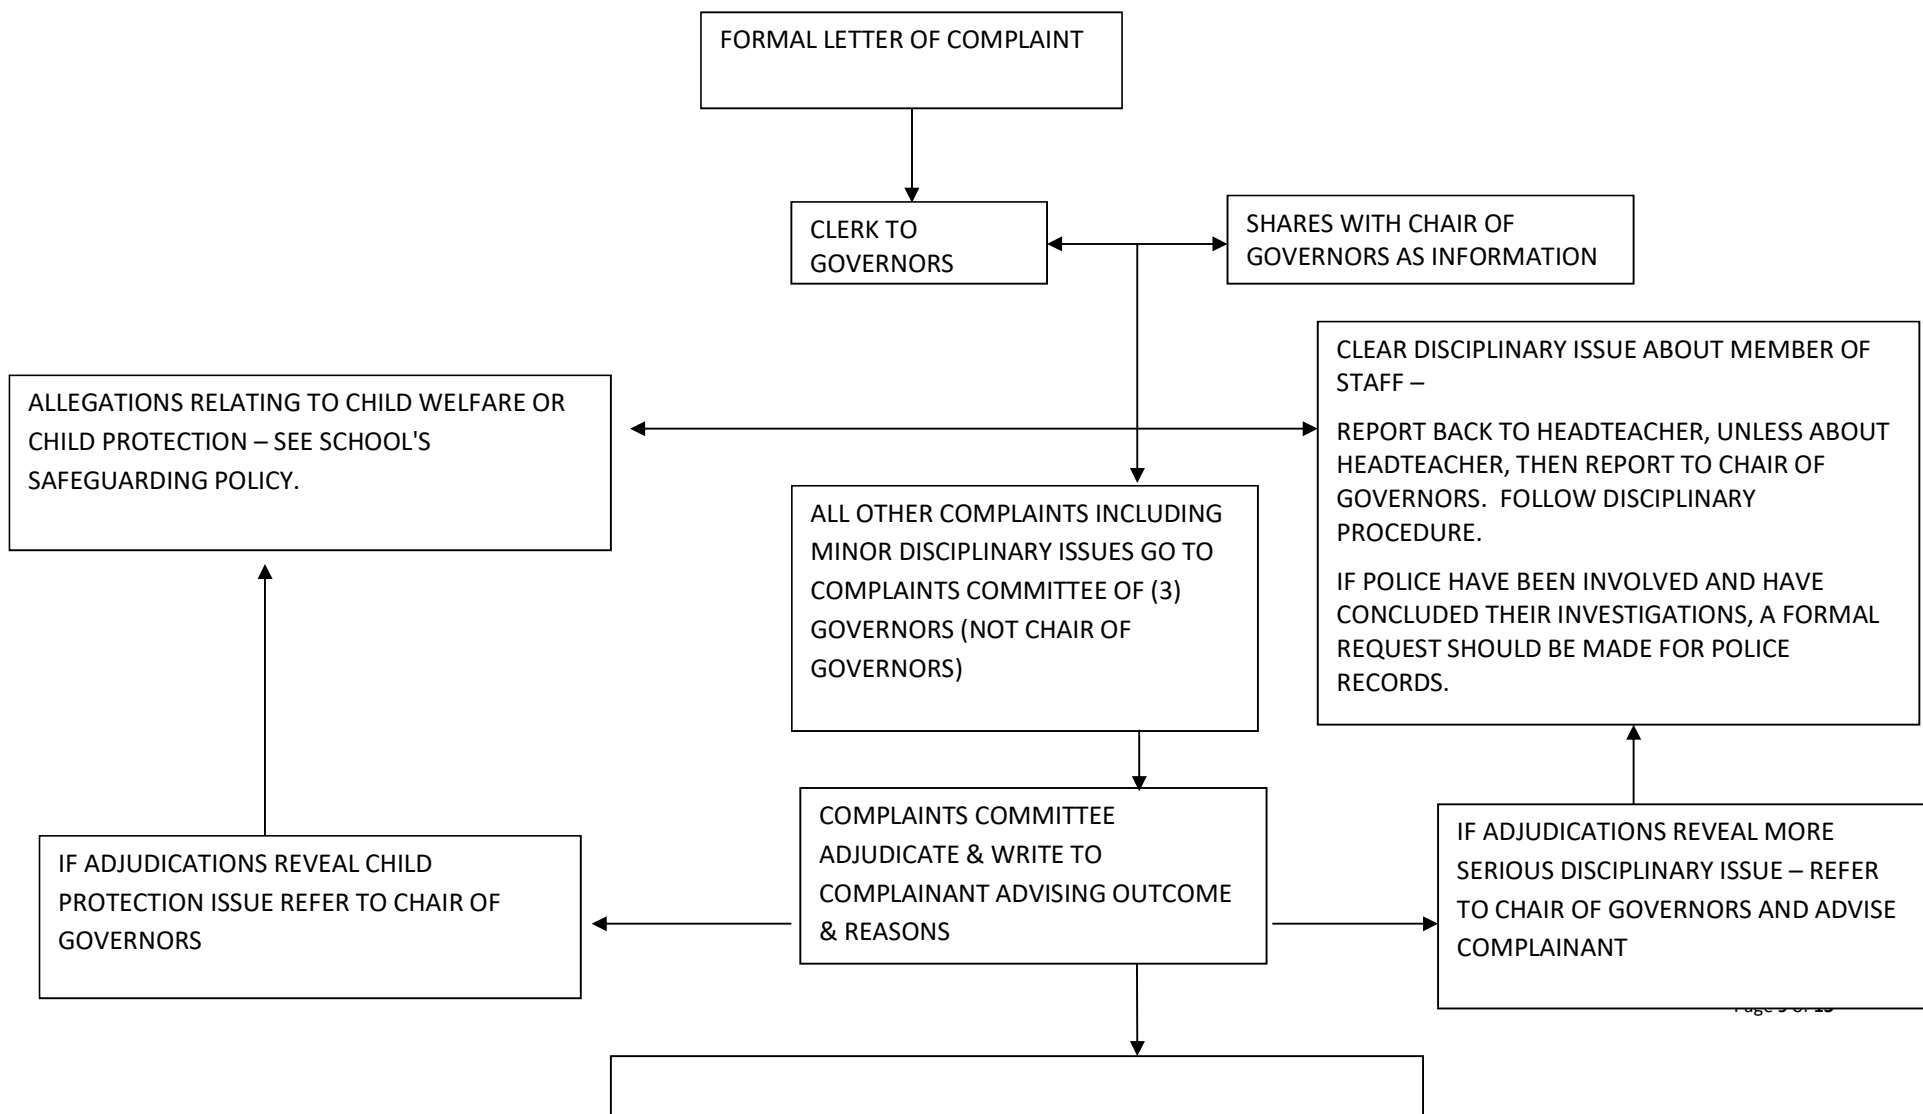 FORMAL LETTER OF COMPLAINT
CLERK TO
GOVERNORS
SHARES WITH CHAIR OF
GOVERNORS AS INFORMATION
ALLEGATIONS RELATING TO CHILD WELFARE OR
CHILD PROTECTION – SEE SCHOOL'S
SAFEGUARDING POLICY.
CLEAR DISCIPLINARY ISSUE ABOUT MEMBER OF
STAFF –
REPORT BACK TO HEADTEACHER, UNLESS ABOUT
HEADTEACHER, THEN REPORT TO CHAIR OF
GOVERNORS.  FOLLOW DISCIPLINARY
PROCEDURE.
IF POLICE HAVE BEEN INVOLVED AND HAVE
CONCLUDED THEIR INVESTIGATIONS, A FORMAL
REQUEST SHOULD BE MADE FOR POLICE
RECORDS.
ALL OTHER COMPLAINTS INCLUDING
MINOR DISCIPLINARY ISSUES GO TO
COMPLAINTS COMMITTEE OF (3)
GOVERNORS (NOT CHAIR OF
GOVERNORS)
IF ADJUDICATIONS REVEAL CHILD
PROTECTION ISSUE REFER TO CHAIR OF
GOVERNORS
COMPLAINTS COMMITTEE
ADJUDICATE & WRITE TO
COMPLAINANT ADVISING OUTCOME
& REASONS
IF ADJUDICATIONS REVEAL MORE
SERIOUS DISCIPLINARY ISSUE – REFER
TO CHAIR OF GOVERNORS AND ADVISE
COMPLAINANT